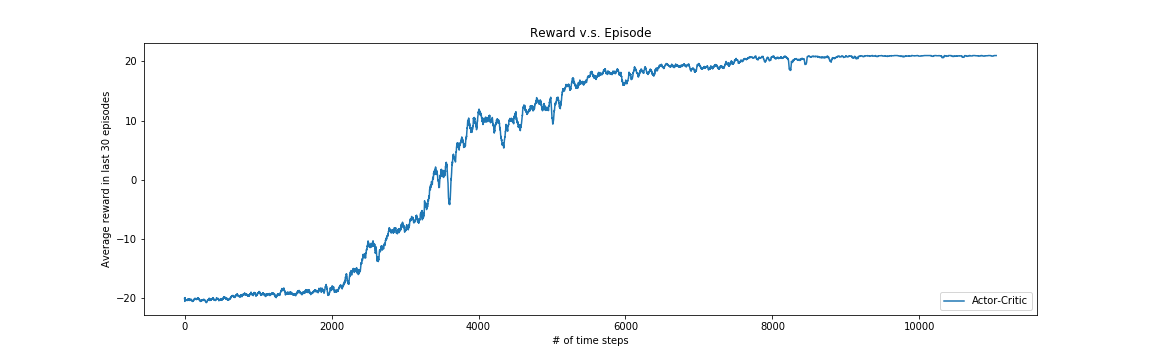 Reward v.s. Episode
Average reward in last 30 episodes
20
10
0
−10
−20
0
2000
4000
6000
8000
10000
# of time steps
Actor-Critic